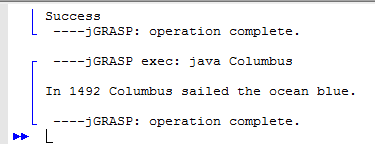 Success
----jGRASP: operation complete.
----jGRASP exec: java Columbus
In 1492 Columbus sailed the ocean blue.
----jGRASP: operation complete.